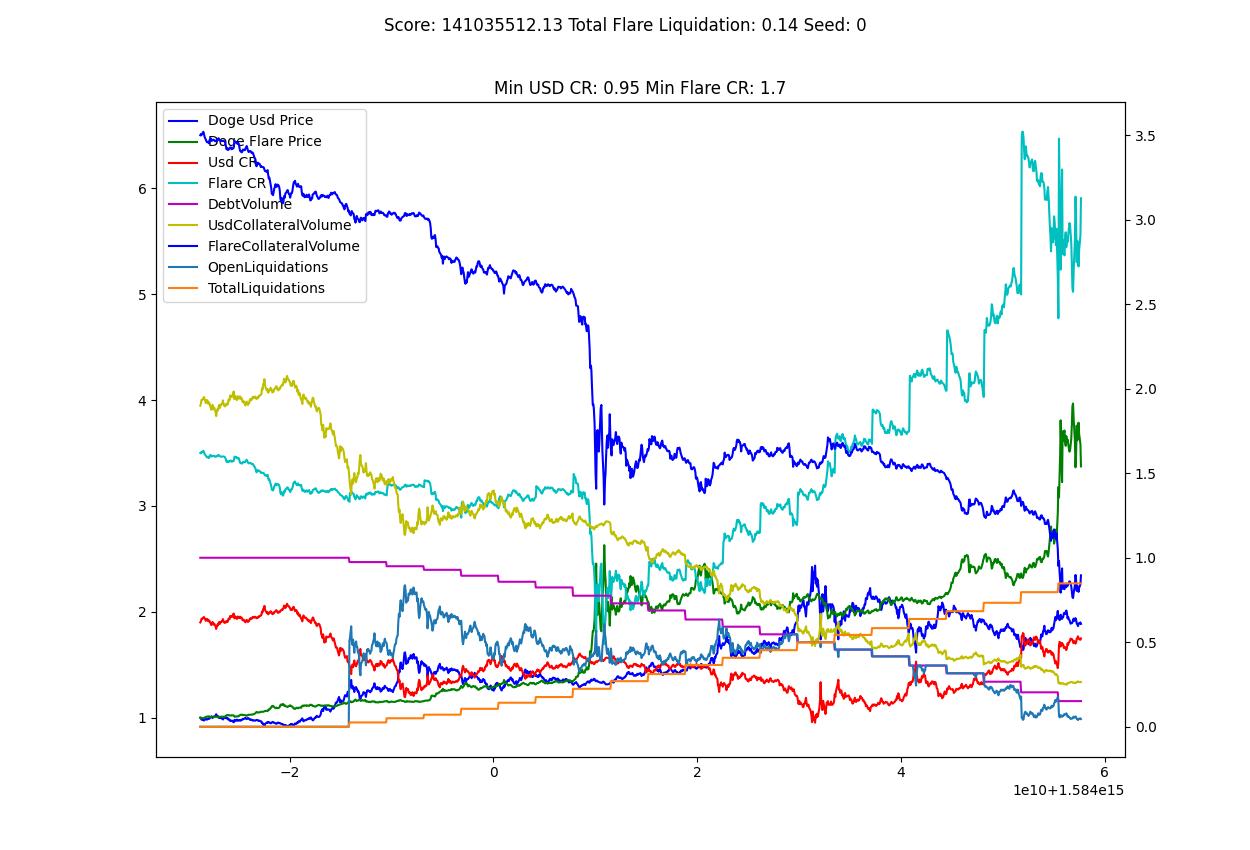 Score: 141035512.13 Total Flare Liquidation: 0.14 Seed: 0
Min USD CR: 0.95 Min Flare CR: 1.7
Doge Usd Price
Doge Flare Price
Usd CR
Flare CR
DebtVolume
UsdCollateralVolume
FlareCollateralVolume
OpenLiquidations
TotalLiquidations
6
5
4
3
2
1
3.5
3.0
2.5
2.0
1.5
1.0
0.5
0.0
−2 0 2 4 6
1e10+1.584e15